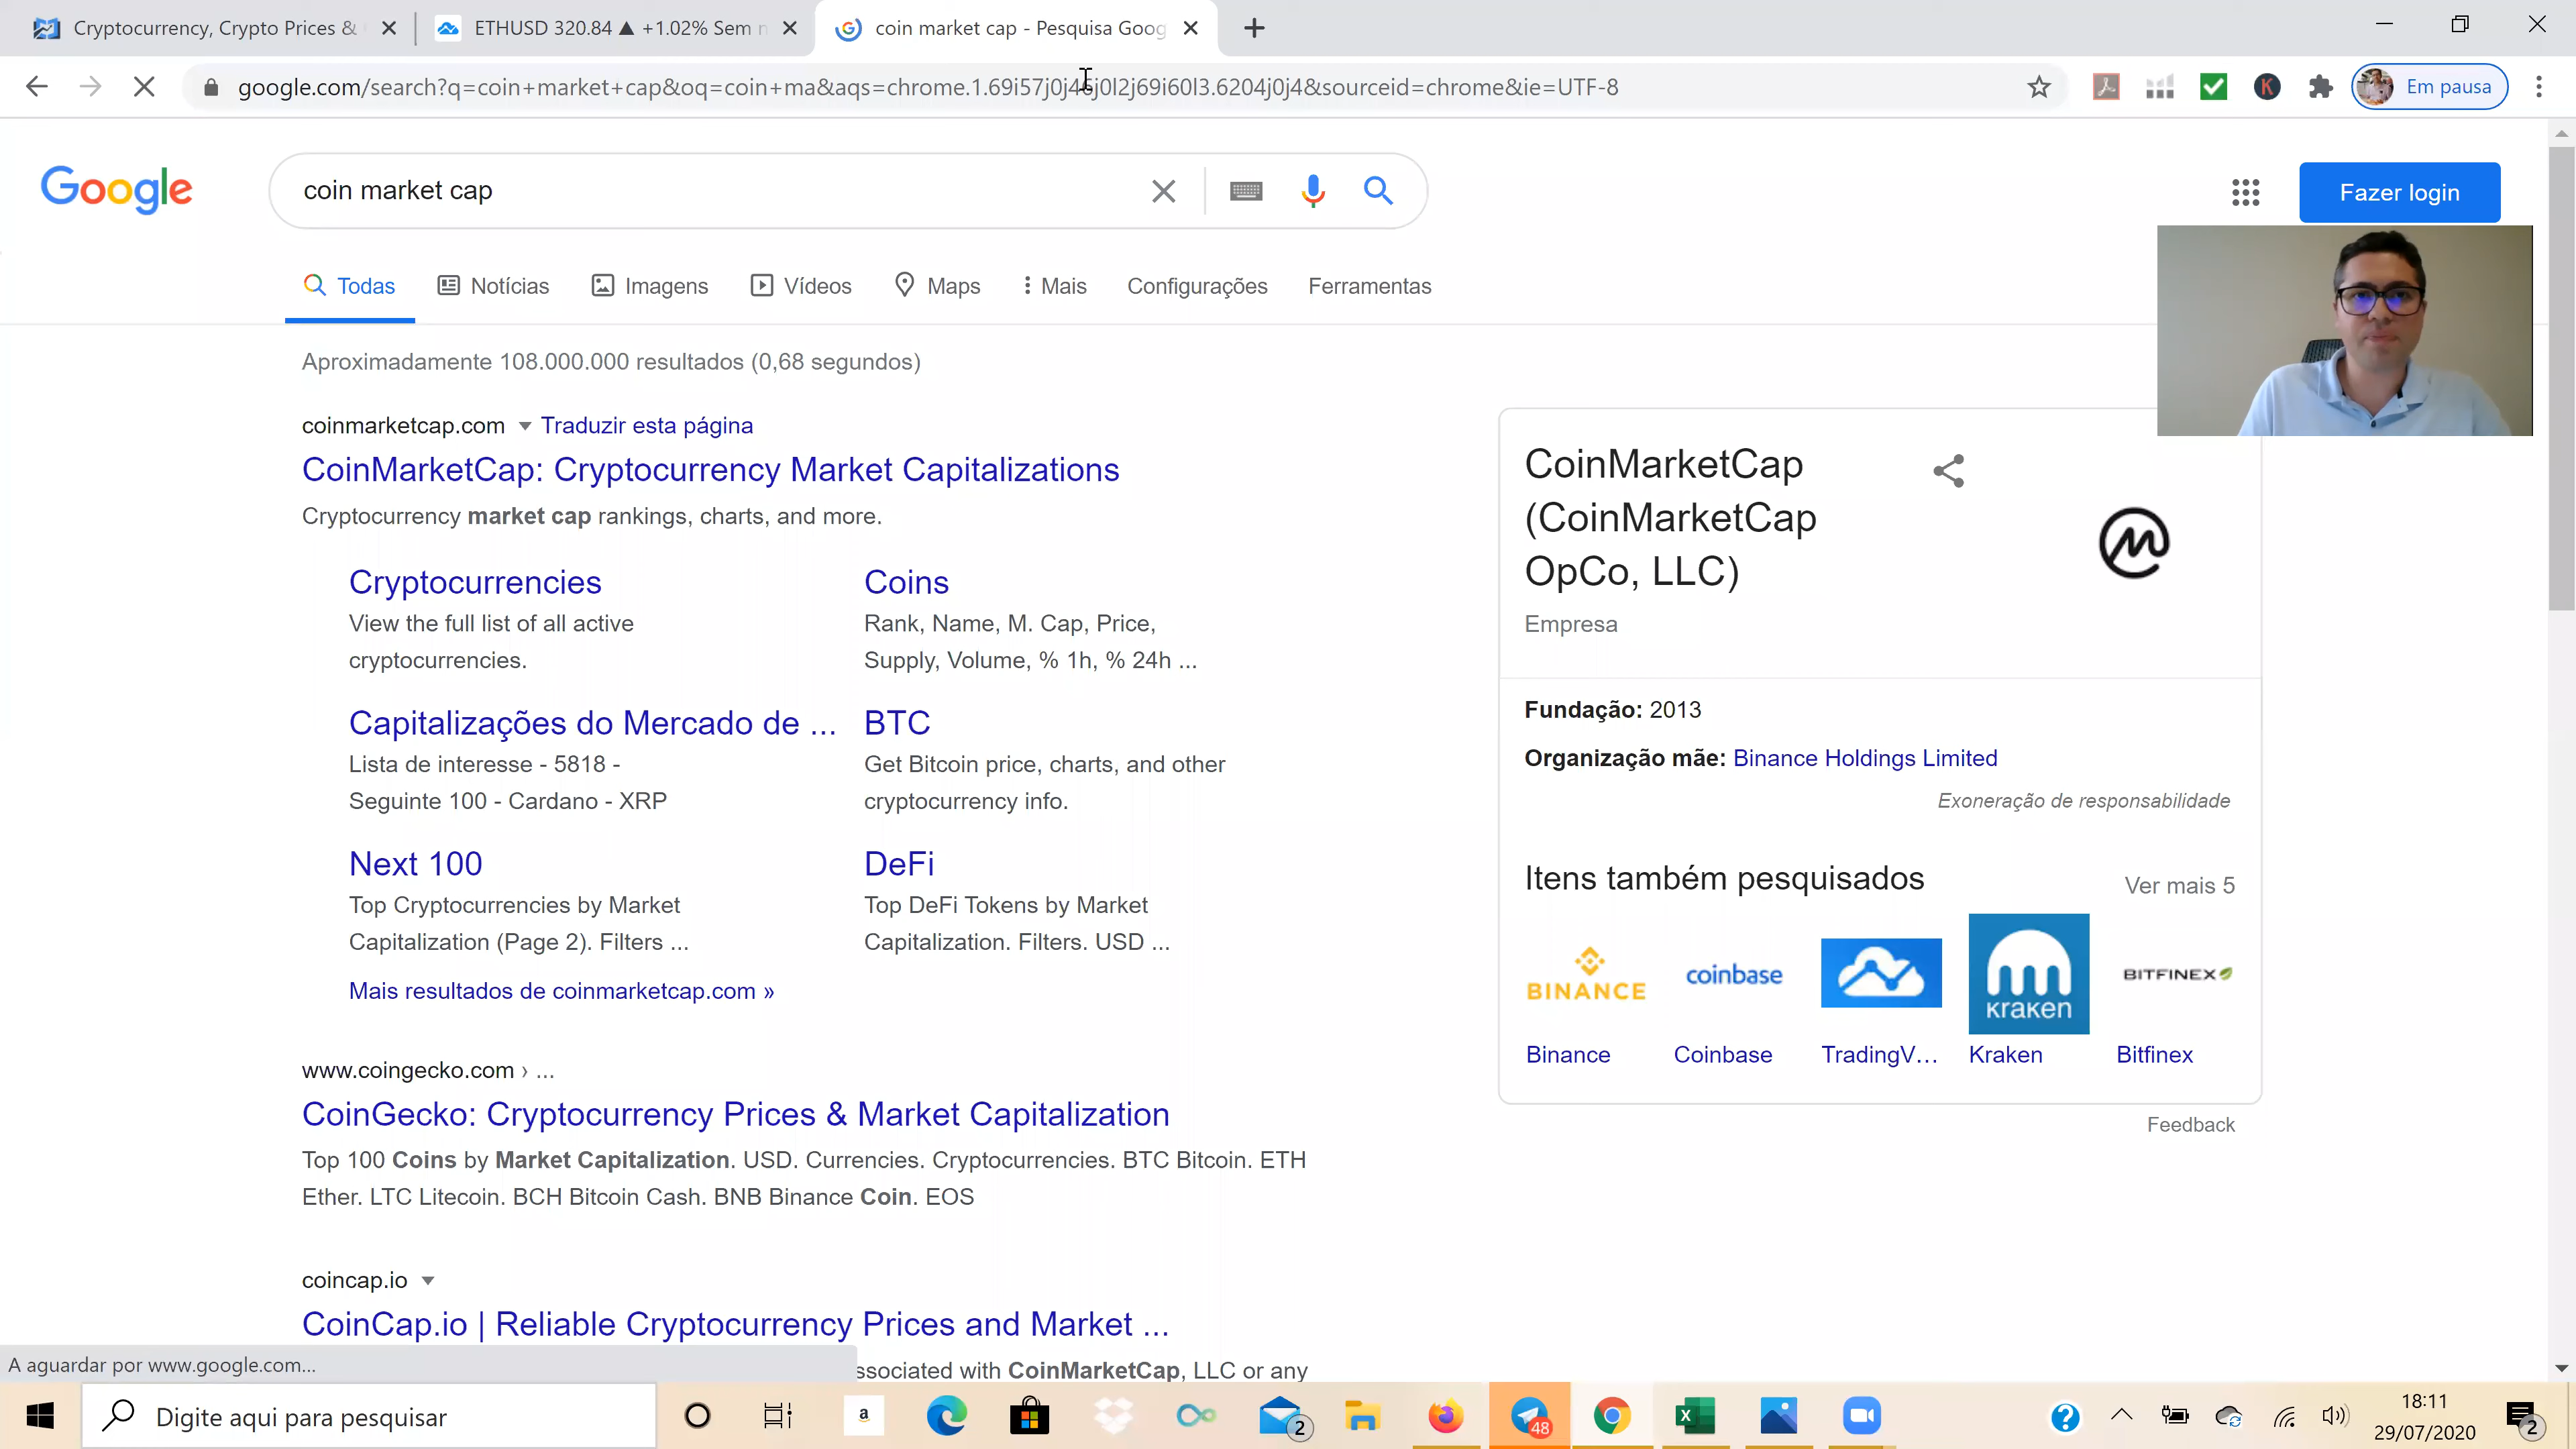 Cryptocurrency, Crypto Prices &
ETHUSD 320.84 ▲ +1.02% Sem n
coin market cap - Pesquisa Goog
google.com/search?q=coin+market+cap&oq=coin+ma&aqs=chrome.1.69i57j0j46j0l2j69i60l3.6204j0j4&sourceid=chrome&ie=UTF-8
K
Em pausa
Google
coin market cap
Fazer login
Todas Notícias Imagens Vídeos Maps Mais Configurações Ferramentas
Aproximadamente 108.000.000 resultados (0,68 segundos)
coinmarketcap.com ▼ Traduzir esta página
CoinMarketCap: Cryptocurrency Market Capitalizations
Cryptocurrency market cap rankings, charts, and more.
Cryptocurrencies
View the full list of all active
cryptocurrencies.
Coins
Rank, Name, M. Cap, Price,
Supply, Volume, % 1h, % 24h ...
Capitalizações do Mercado de ...
Lista de interesse - 5818 -
Seguinte 100 - Cardano - XRP
BTC
Get Bitcoin price, charts, and other
cryptocurrency info.
Next 100
Top Cryptocurrencies by Market
Capitalization (Page 2). Filters ...
DeFi
Top DeFi Tokens by Market
Capitalization. Filters. USD ...
Mais resultados de coinmarketcap.com »
www.coingecko.com › ...
CoinGecko: Cryptocurrency Prices & Market Capitalization
Top 100 Coins by Market Capitalization. USD. Currencies. Cryptocurrencies. BTC Bitcoin. ETH
Ether. LTC Litecoin. BCH Bitcoin Cash. BNB Binance Coin. EOS
coincap.io ▼
CoinCap.io | Reliable Cryptocurrency Prices and Market ...
ssociated with CoinMarketCap, LLC or any
CoinMarketCap
(CoinMarketCap
OpCo, LLC)
Empresa
Fundação: 2013
Organização mãe: Binance Holdings Limited
Exoneração de responsabilidade
Itens também pesquisados
Ver mais 5
BINANCE
coinbase
kraken
BITFINEX
Binance
Coinbase
TradingV...
Kraken
Bitfinex
Feedback
A aguardar por www.google.com...
Digite aqui para pesquisar
a
2
48
X
?
18:11
29/07/2020
2